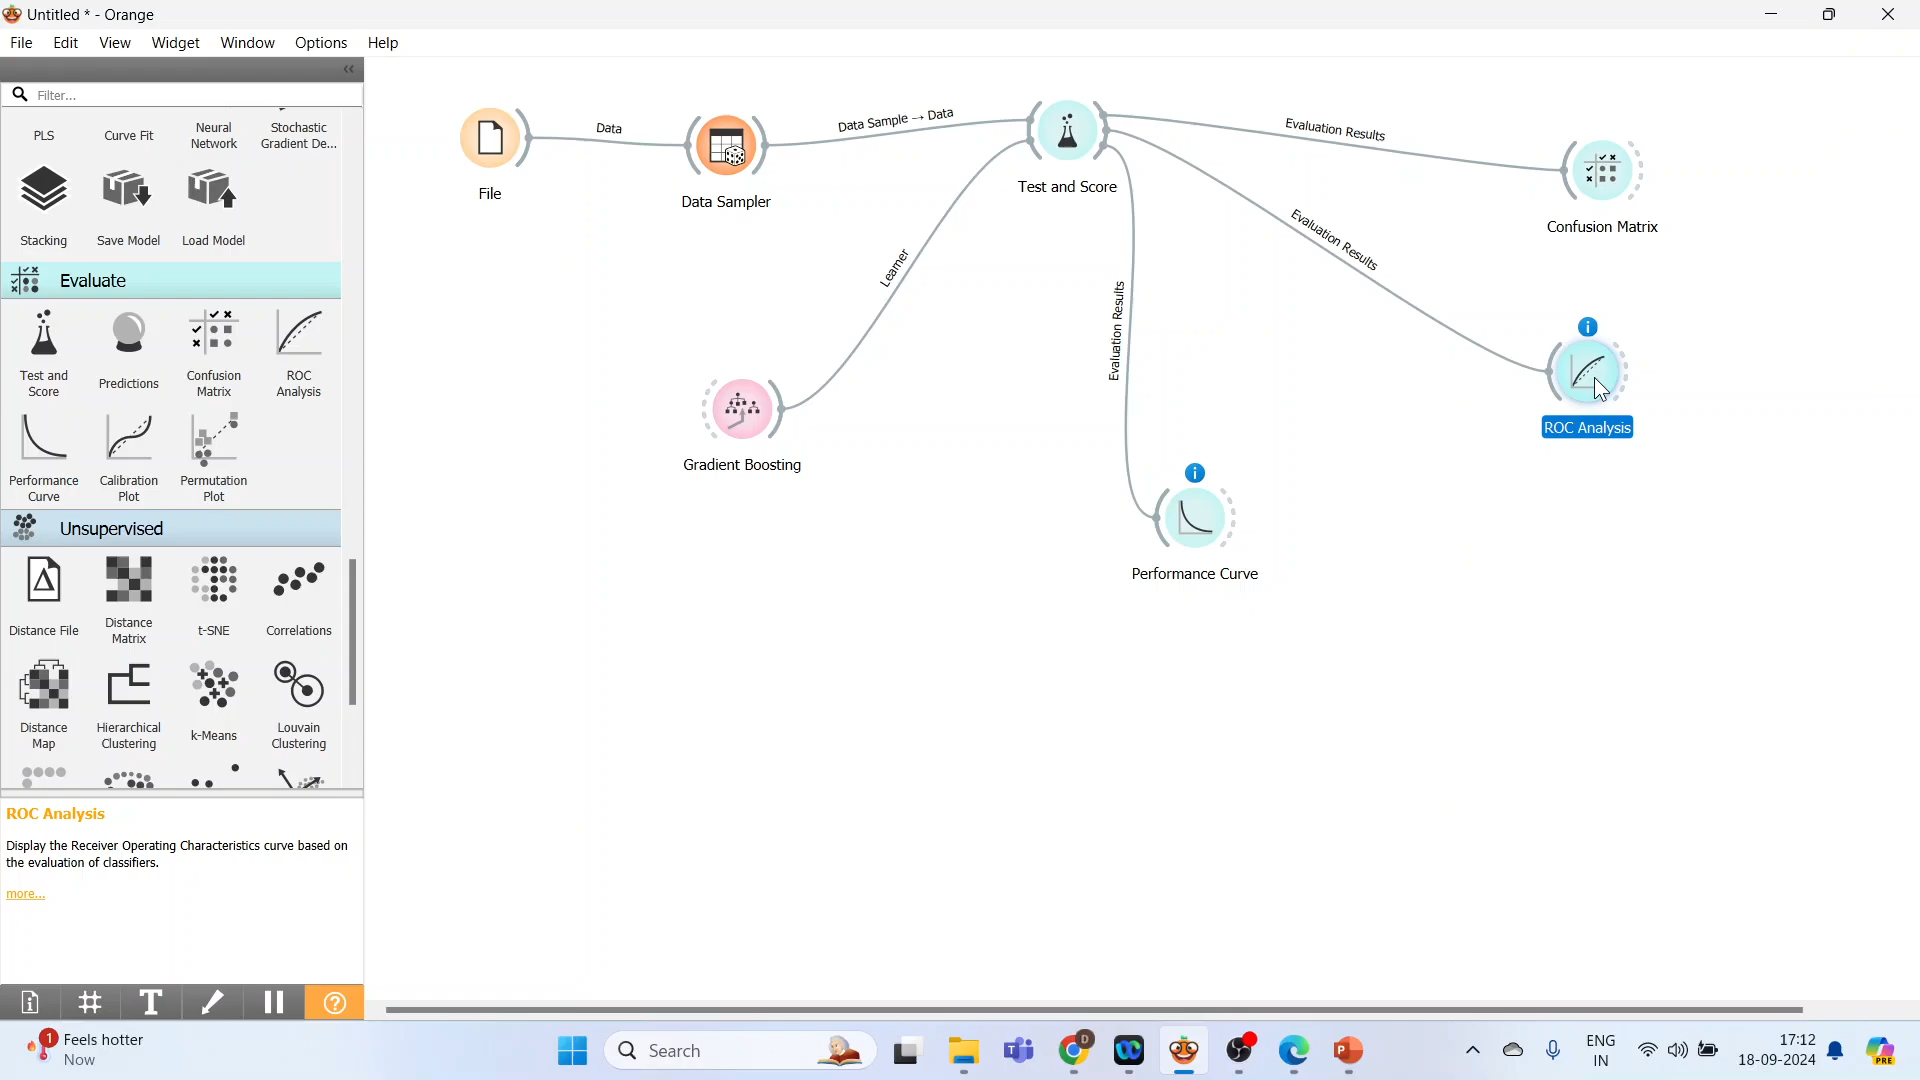 Untitled * - Orange
File Edit View Widget Window Options Help
Filter...
PLS
Curve Fit
Neural
Network
Stochastic
Gradient De...
Stacking
Save Model
Load Model
Evaluate
Test and
Score
Predictions
Confusion
Matrix
ROC
Analysis
Performance
Curve
Calibration
Plot
Permutation
Plot
Unsupervised
Distance File
Distance
Matrix
t-SNE
Correlations
Distance
Map
Hierarchical
Clustering
k-Means
Louvain
Clustering
ROC Analysis
Display the Receiver Operating Characteristics curve based on
the evaluation of classifiers.
more...
File
Data
Data Sampler
Data Sample → Data
Test and Score
Evaluation Results
Confusion Matrix
Evaluation Results
ROC Analysis
Learner
Gradient Boosting
Evaluation Results
Performance Curve
1
Feels hotter
Now
Search
D
ENG
IN
17:12
18-09-2024
PRE